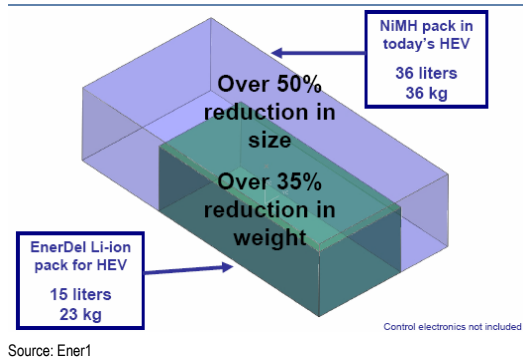 NiMH pack in
today's HEV
36 liters
36 kg
Over 50%
reduction in
size
Over 35%
reduction in
weight
EnerDel Li-ion
pack for HEV
15 liters
23 kg
Control electronics not included
Source: Ener1